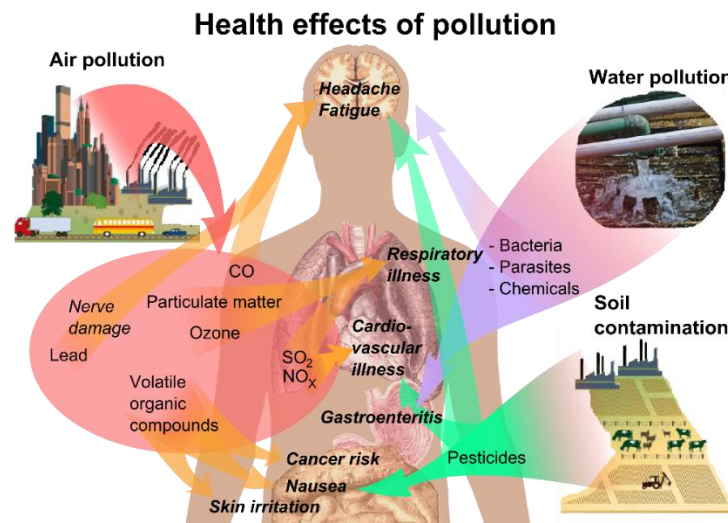 Health effects of pollution
Air pollution
Water pollution
Headache
Fatigue
CO
Particulate matter
Nerve
damage
Ozone
Lead
SO₂
NOₓ
Volatile
organic
compounds
Respiratory
illness
Cardio-
vascular
illness
Gastroenteritis
Cancer risk
Nausea
Skin irritation
- Bacteria
- Parasites
- Chemicals
Soil
contamination
Pesticides